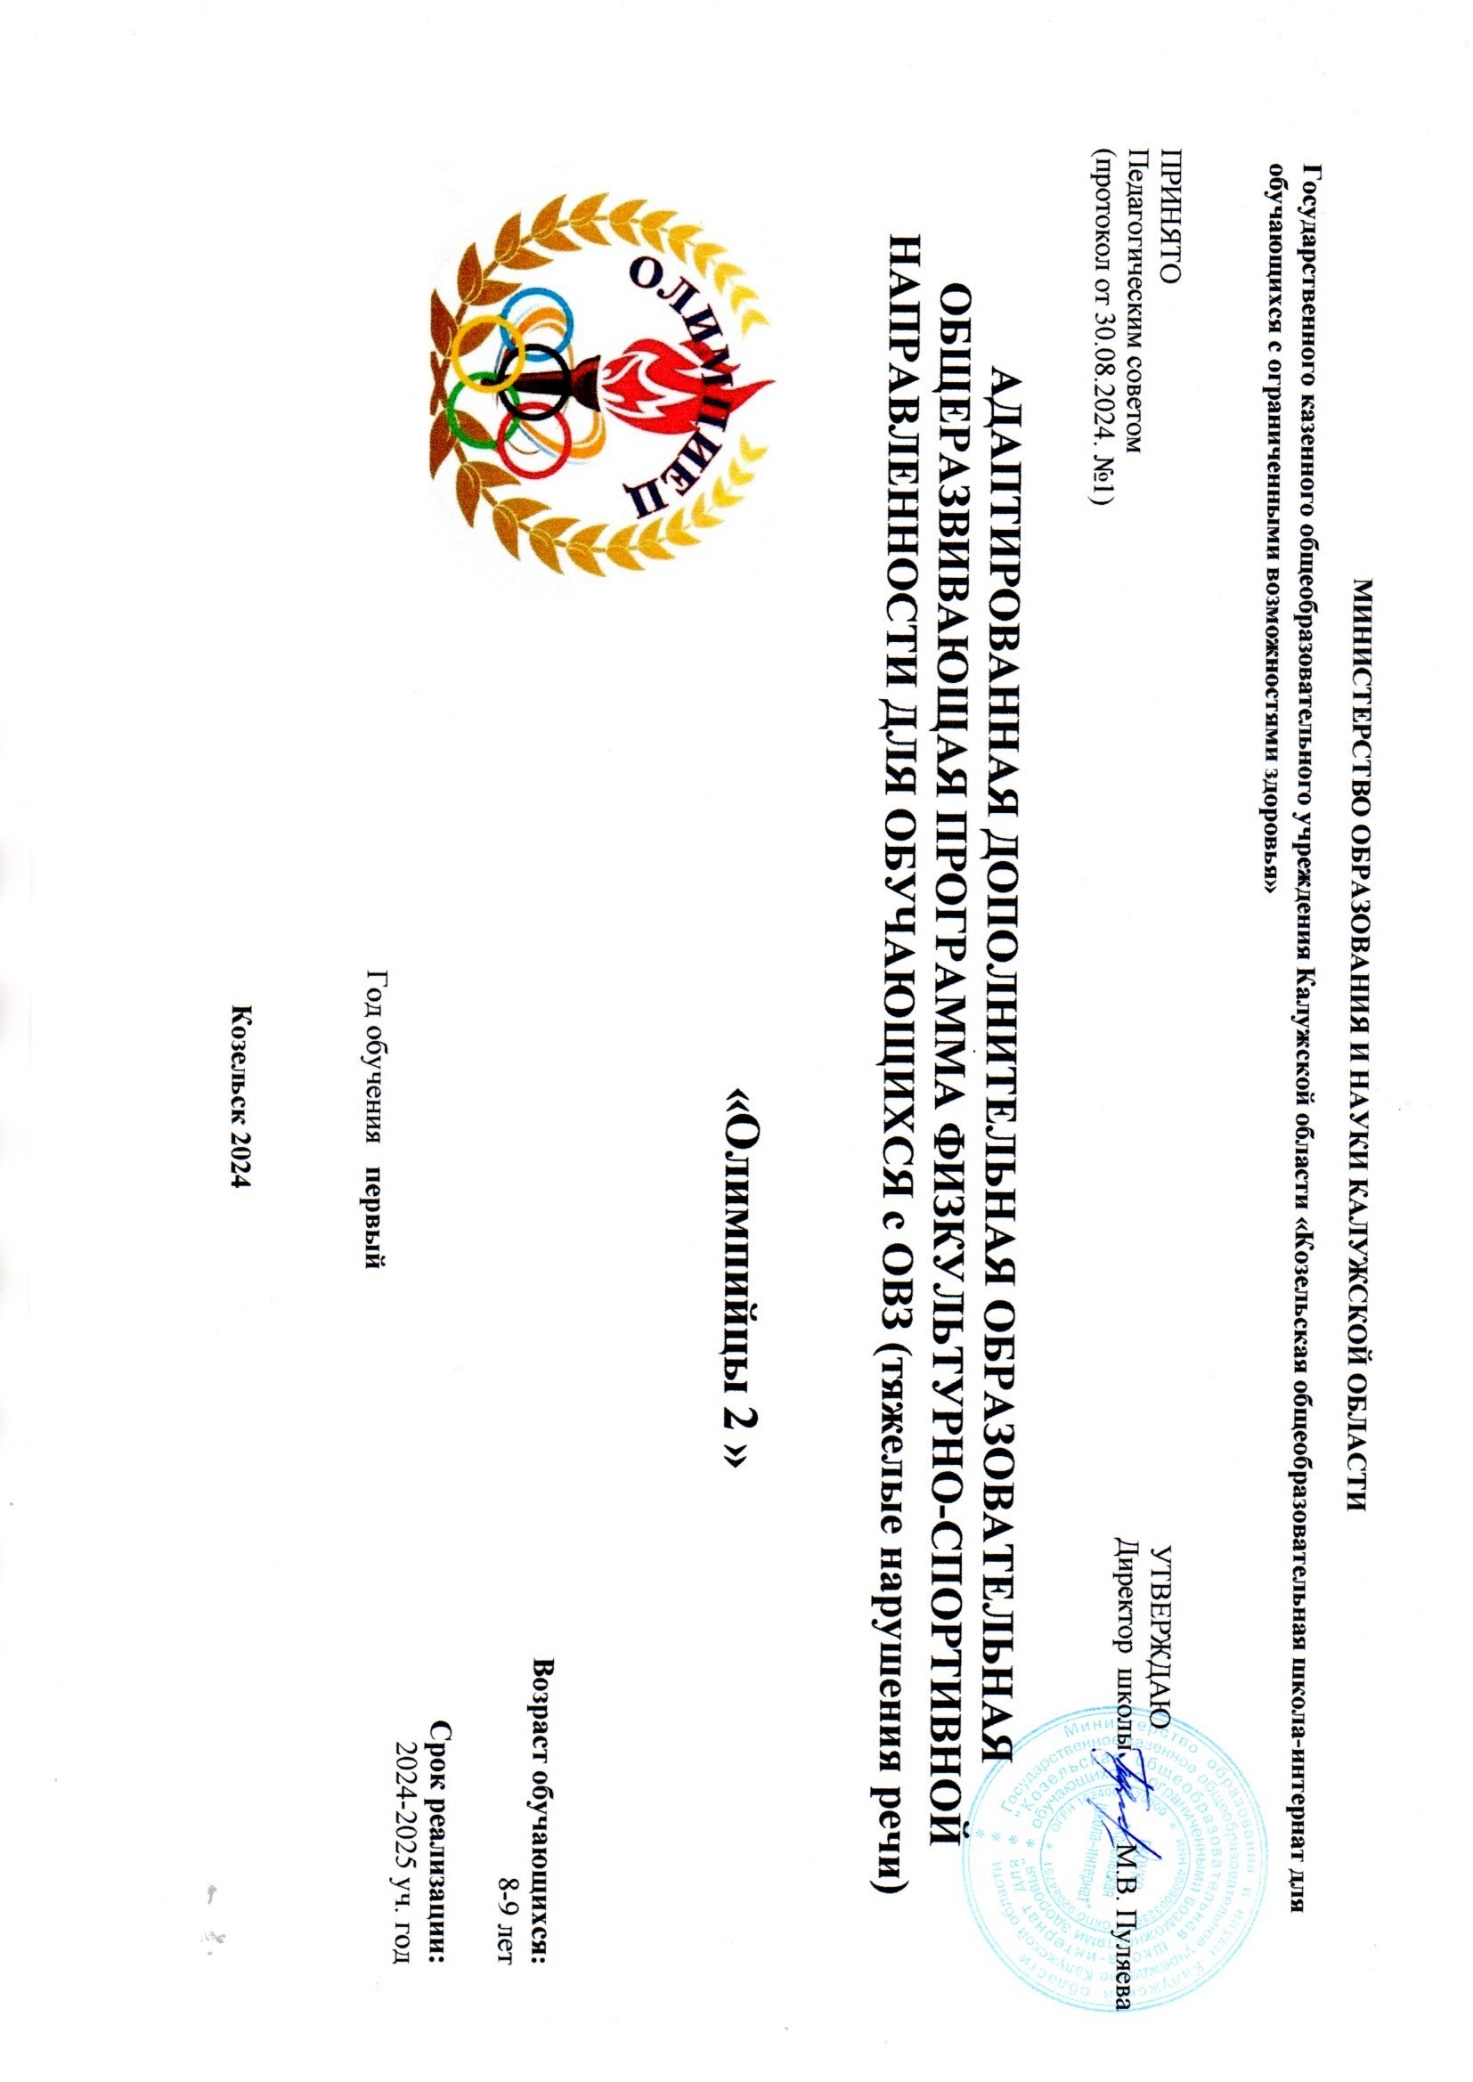 МИНИСТЕРСТВО ОБРАЗОВАНИЯ И НАУКИ КАЛУЖСКОЙ ОБЛАСТИ
Государственного казенного общеобразовательного учреждения Калужской области «Козельская общеобразовательная школа-интернат для
обучающихся с ограниченными возможностями здоровья»
ПРИНЯТО
Педагогическим советом
(протокол от 30.08.2024. №1)
УТВЕРЖДАЮ
Директор школы М.В. Пуляева
АДАПТИРОВАННАЯ ДОПОЛНИТЕЛЬНАЯ ОБРАЗОВАТЕЛЬНАЯ
ОБЩЕРАЗВИВАЮЩАЯ ПРОГРАММА ФИЗКУЛЬТУРНО-СПОРТИВНОЙ
НАПРАВЛЕННОСТИ ДЛЯ ОБУЧАЮЩИХСЯ с ОВЗ (тяжелые нарушения речи)
ОЛИМПИЕЦ
«Олимпийцы 2 »
Возраст обучающихся:
8-9 лет
Срок реализации:
2024-2025 уч. год
Год обучения первый
Козельск 2024